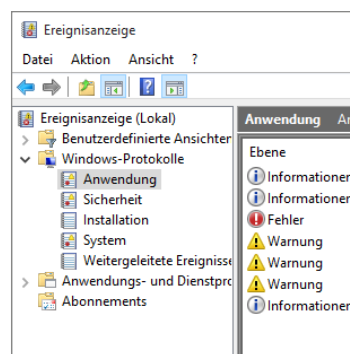 Ereignisanzeige
Datei Aktion Ansicht ?
Ereignisanzeige (Lokal)
Benutzerdefinierte Ansichten
Windows-Protokolle
Anwendung
Sicherheit
Installation
System
Weitergeleitete Ereignisse
Anwendungs- und Dienstpro
Abonnements
Anwendung An
Ebene
Informationen
Informationen
Fehler
Warnung
Warnung
Warnung
Informationen